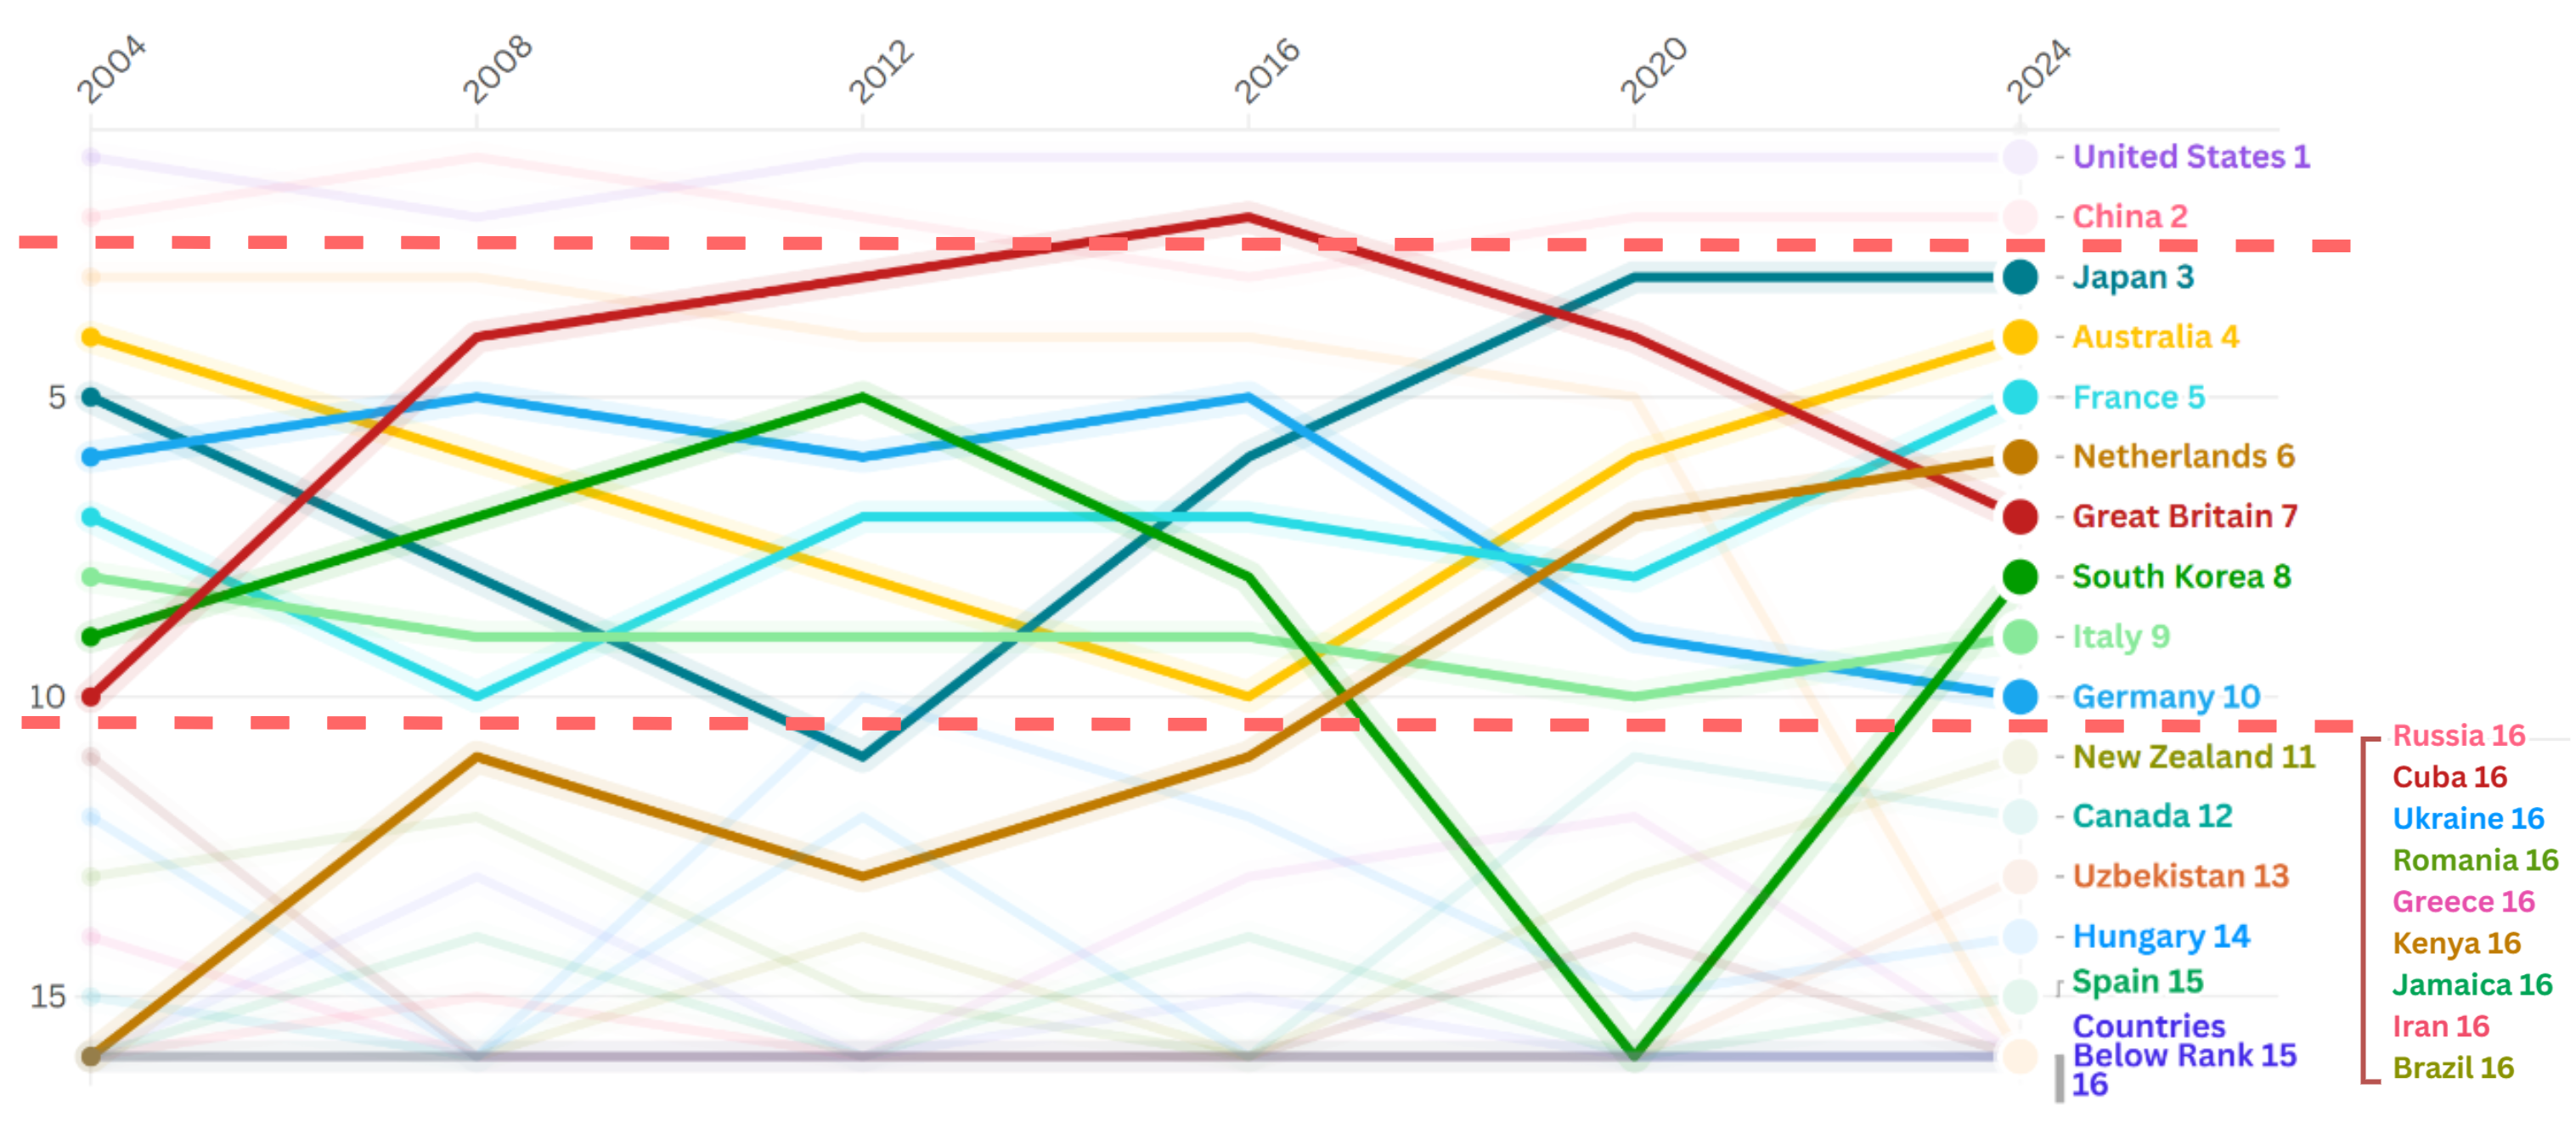 2004
2008
2012
2016
2020
2024
5
10
15
United States 1
China 2
Japan 3
Australia 4
France 5
Netherlands 6
Great Britain 7
South Korea 8
Italy 9
Germany 10
New Zealand 11
Canada 12
Uzbekistan 13
Hungary 14
Spain 15
Countries
Below Rank 15
16
Russia 16
Cuba 16
Ukraine 16
Romania 16
Greece 16
Kenya 16
Jamaica 16
Iran 16
Brazil 16